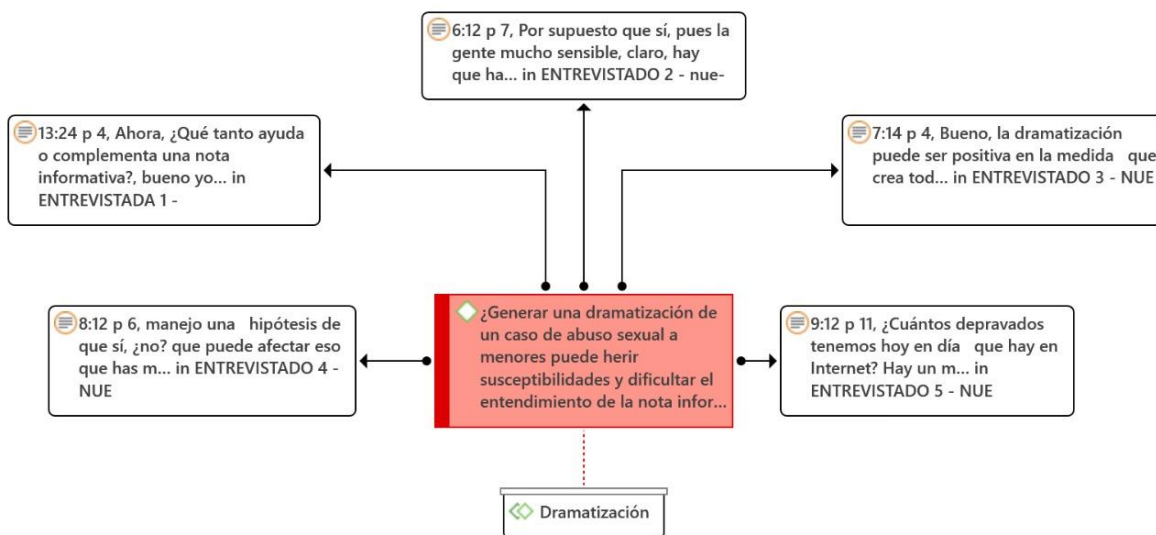 6:12 p 7, Por supuesto que sí, pues la
gente mucho sensible, claro, hay
que ha... in ENTREVISTADO 2 - nue-
13:24 p 4, Ahora, ¿Qué tanto ayuda
o complementa una nota
informativa?, bueno yo... in
ENTREVISTADA 1 -
7:14 p 4, Bueno, la dramatización
puede ser positiva en la medida que
crea tod... in ENTREVISTADO 3 - NUE
8:12 p 6, manejo una hipótesis de
que sí, ¿no? que puede afectar eso
que has m... in ENTREVISTADO 4 -
NUE
¿Generar una dramatización de
un caso de abuso sexual a
menores puede herir
susceptibilidades y dificultar el
entendimiento de la nota infor...
9:12 p 11, ¿Cuántos depravados
tenemos hoy en día que hay en
Internet? Hay un m... in
ENTREVISTADO 5 - NUE
Dramatización